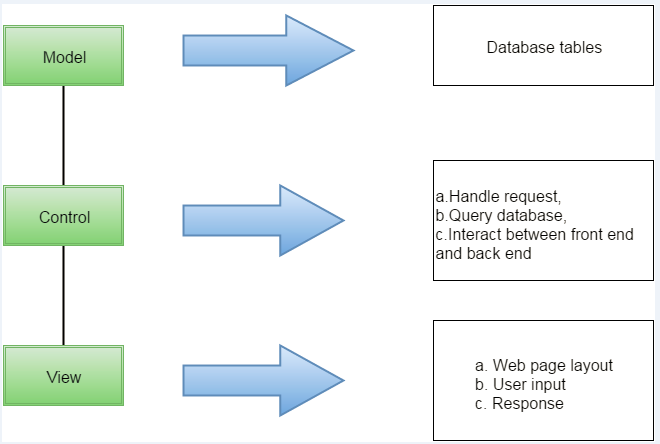 Model
Database tables
Control
a.Handle request,
b.Query database,
c.Interact between front end
and back end
View
a. Web page layout
b. User input
c. Response